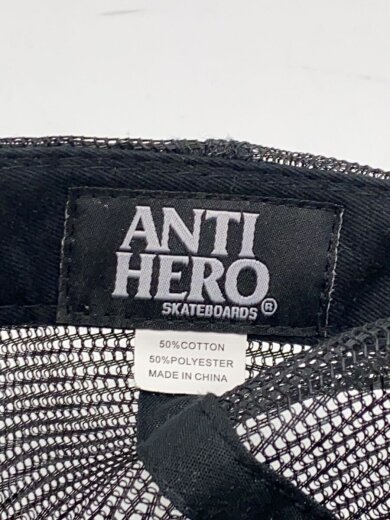 ANTI
HERO
SKATEBOARDS®
50%COTTON
50%POLYESTER
MADE IN CHINA